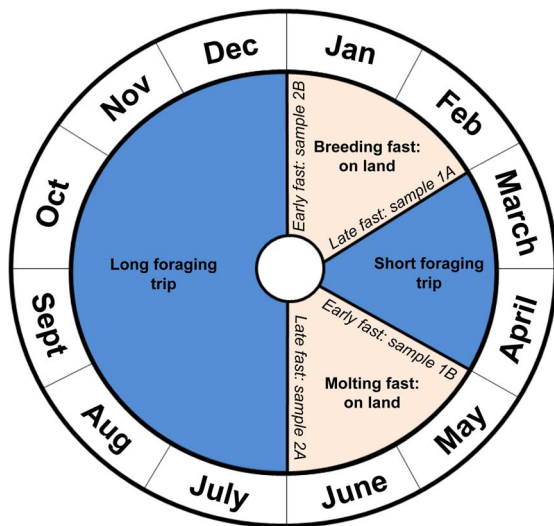 Dec
Jan
Nov
Feb
Oct
March
Sept
April
Aug
May
July
June
Early fast: sample 2B
Breeding fast:
on land
Late fast: sample 1A
Long foraging
trip
Short foraging
trip
Early fast: sample 1B
Late fast: sample 2A
Molting fast:
on land